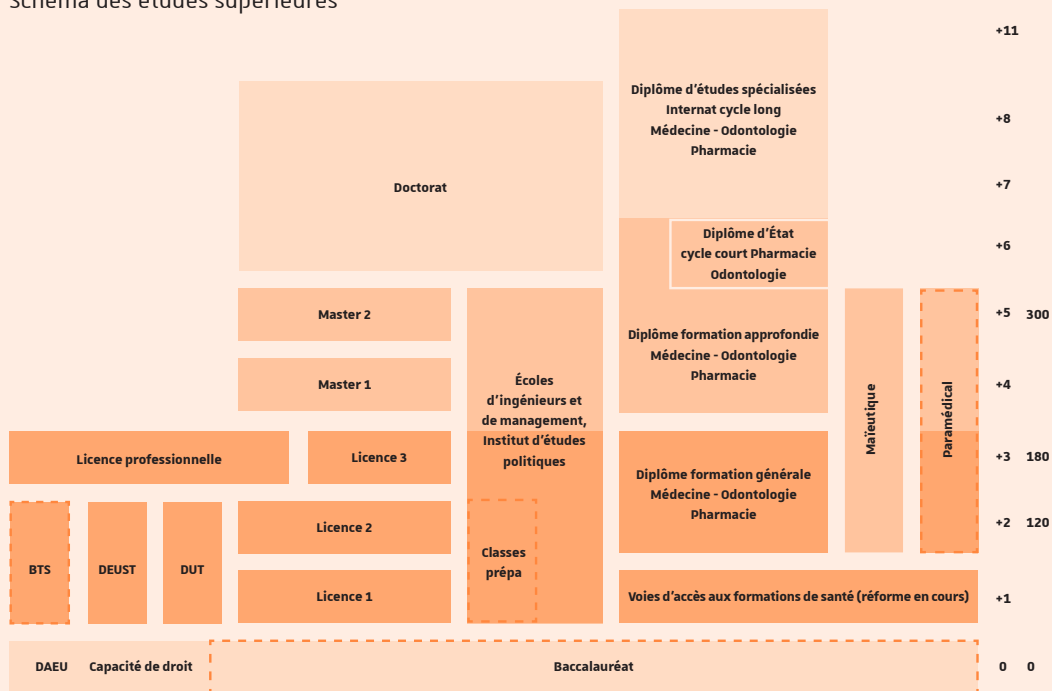 Schéma des études supérieures
+11
Diplôme d'études spécialisées
Internat cycle long
Médecine - Odontologie
Pharmacie
+8
Doctorat
+7
Diplôme d'État
cycle court Pharmacie
Odontologie
+6
Master 2
+5 300
Diplôme formation approfondie
Médecine - Odontologie
Pharmacie
Master 1
+4
Écoles
d'ingénieurs et
de management,
Institut d'études
politiques
Maïeutique
Paramédical
Licence professionnelle
Licence 3
+3 180
Diplôme formation générale
Médecine - Odontologie
Pharmacie
Licence 2
+2 120
BTS
DEUST
DUT
Classes
prépa
Licence 1
Voies d'accès aux formations de santé (réforme en cours)
+1
DAEU
Capacité de droit
Baccalauréat
0 0